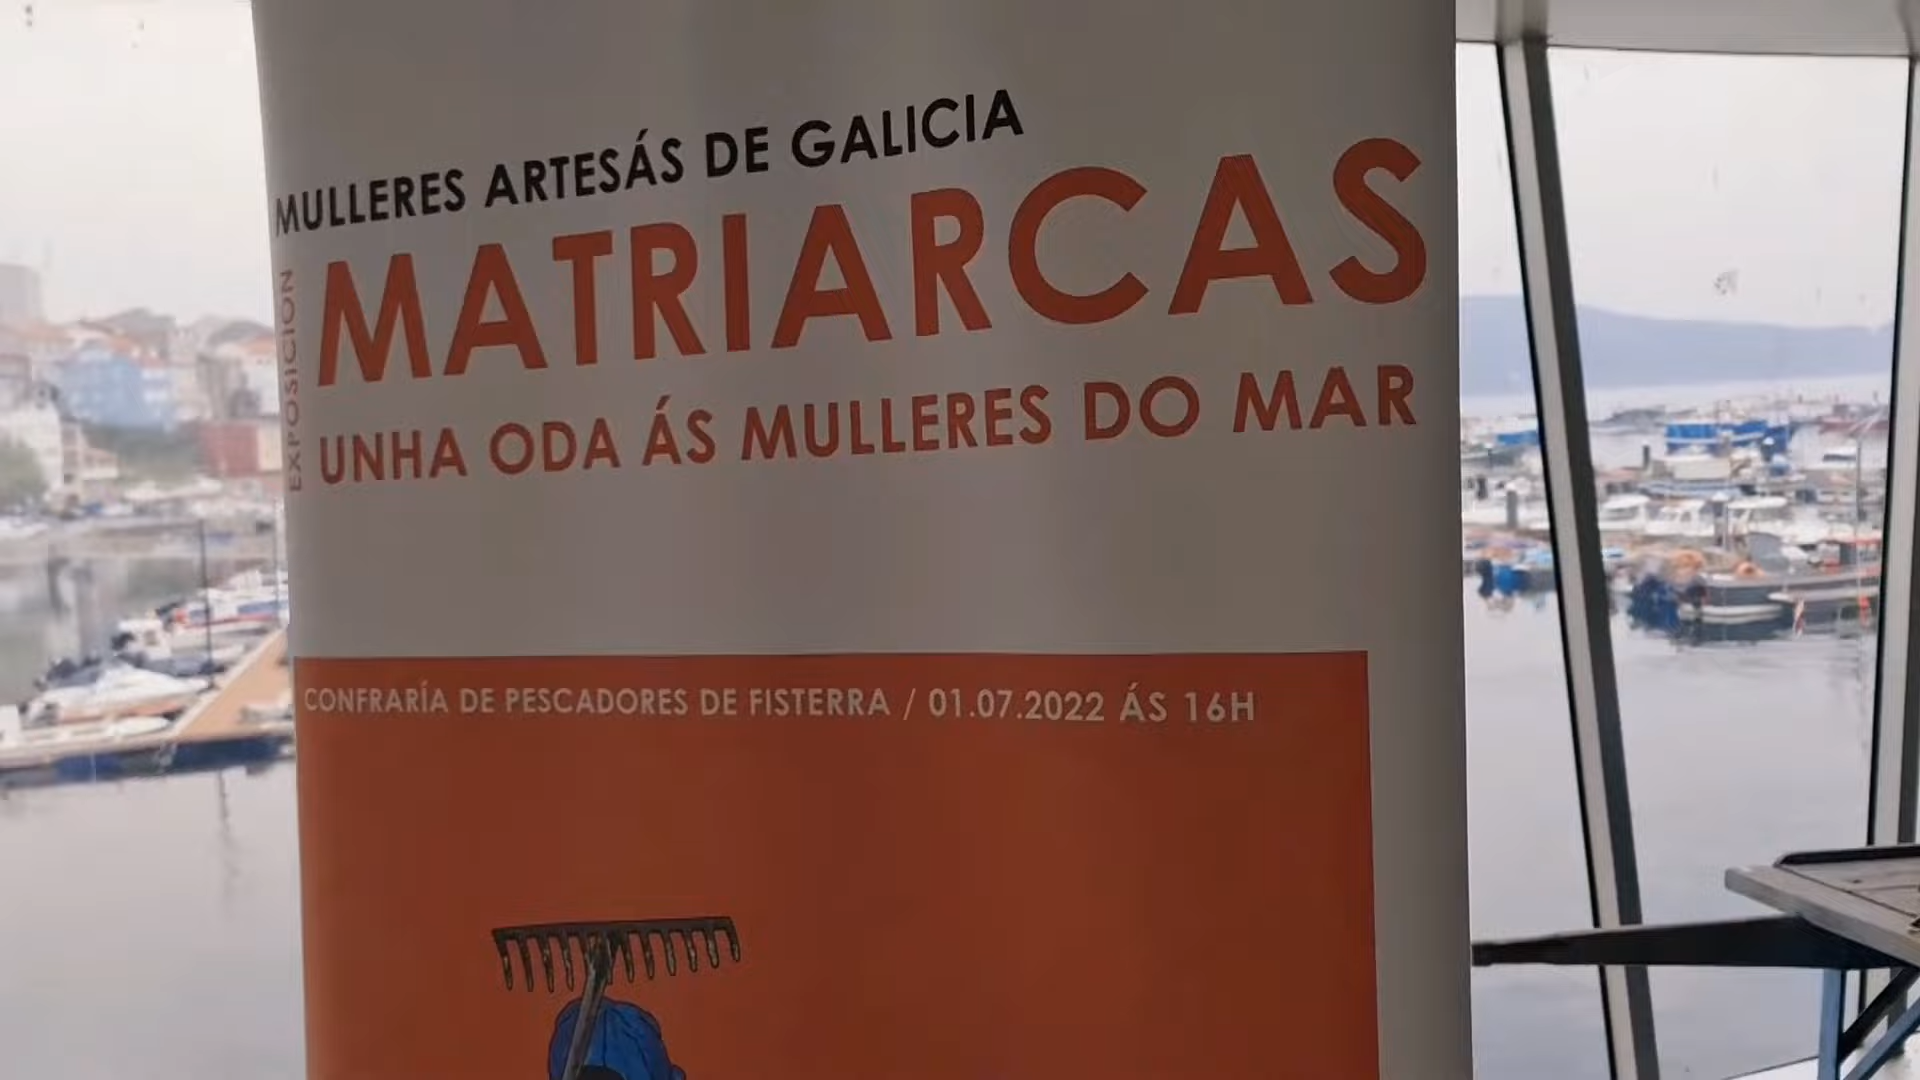 MULLERES ARTESÁS DE GALICIA
EXPOSICIÓN
MATRIARCAS
UNHA ODA ÁS MULLERES DO MAR
CONFRARÍA DE PESCADORES DE FISTERRA / 01.07.2022 ÁS 16H